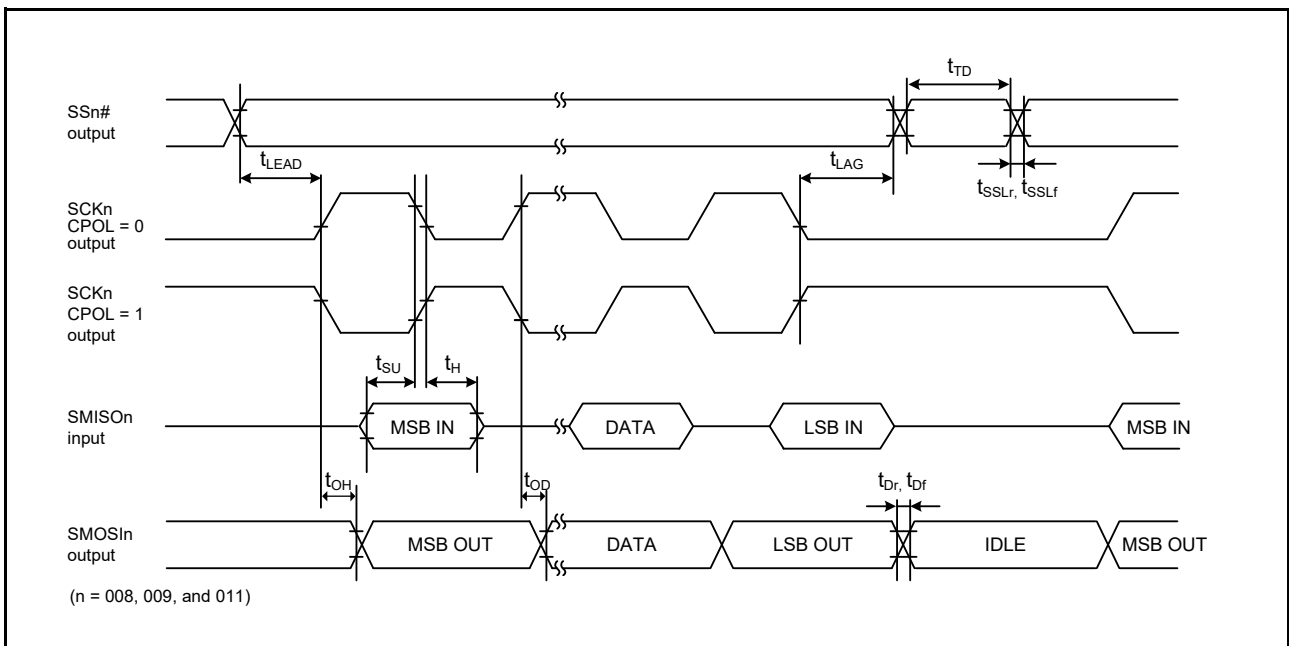 tTD
SSn#
output
tLEAD
tLAG
tSSLr, tSSLf
SCKn
CPOL = 0
output
SCKn
CPOL = 1
output
tSU
tH
SMISOn
input
MSB IN
DATA
LSB IN
MSB IN
tOH
tOD
tDr, tDf
SMOSIn
output
MSB OUT
DATA
LSB OUT
IDLE
MSB OUT
(n = 008, 009, and 011)